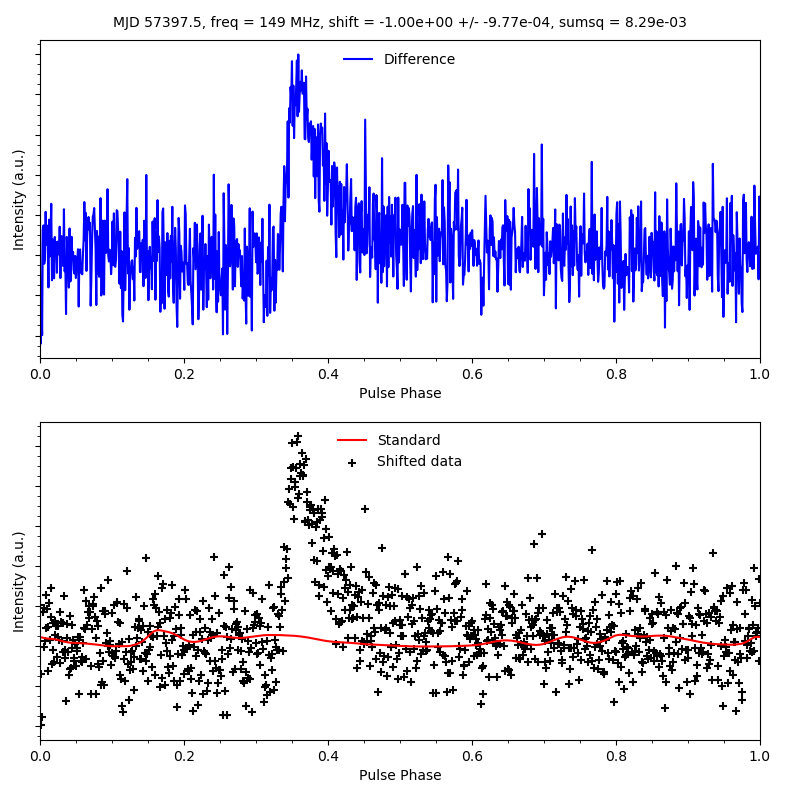 MJD 57397.5, freq = 149 MHz, shift = -1.00e+00 +/- -9.77e-04, sumsq = 8.29e-03
Difference
Intensity (a.u.)
0.0 0.2 0.4 0.6 0.8 1.0
Pulse Phase
Standard
Shifted data
Intensity (a.u.)
0.0 0.2 0.4 0.6 0.8 1.0
Pulse Phase